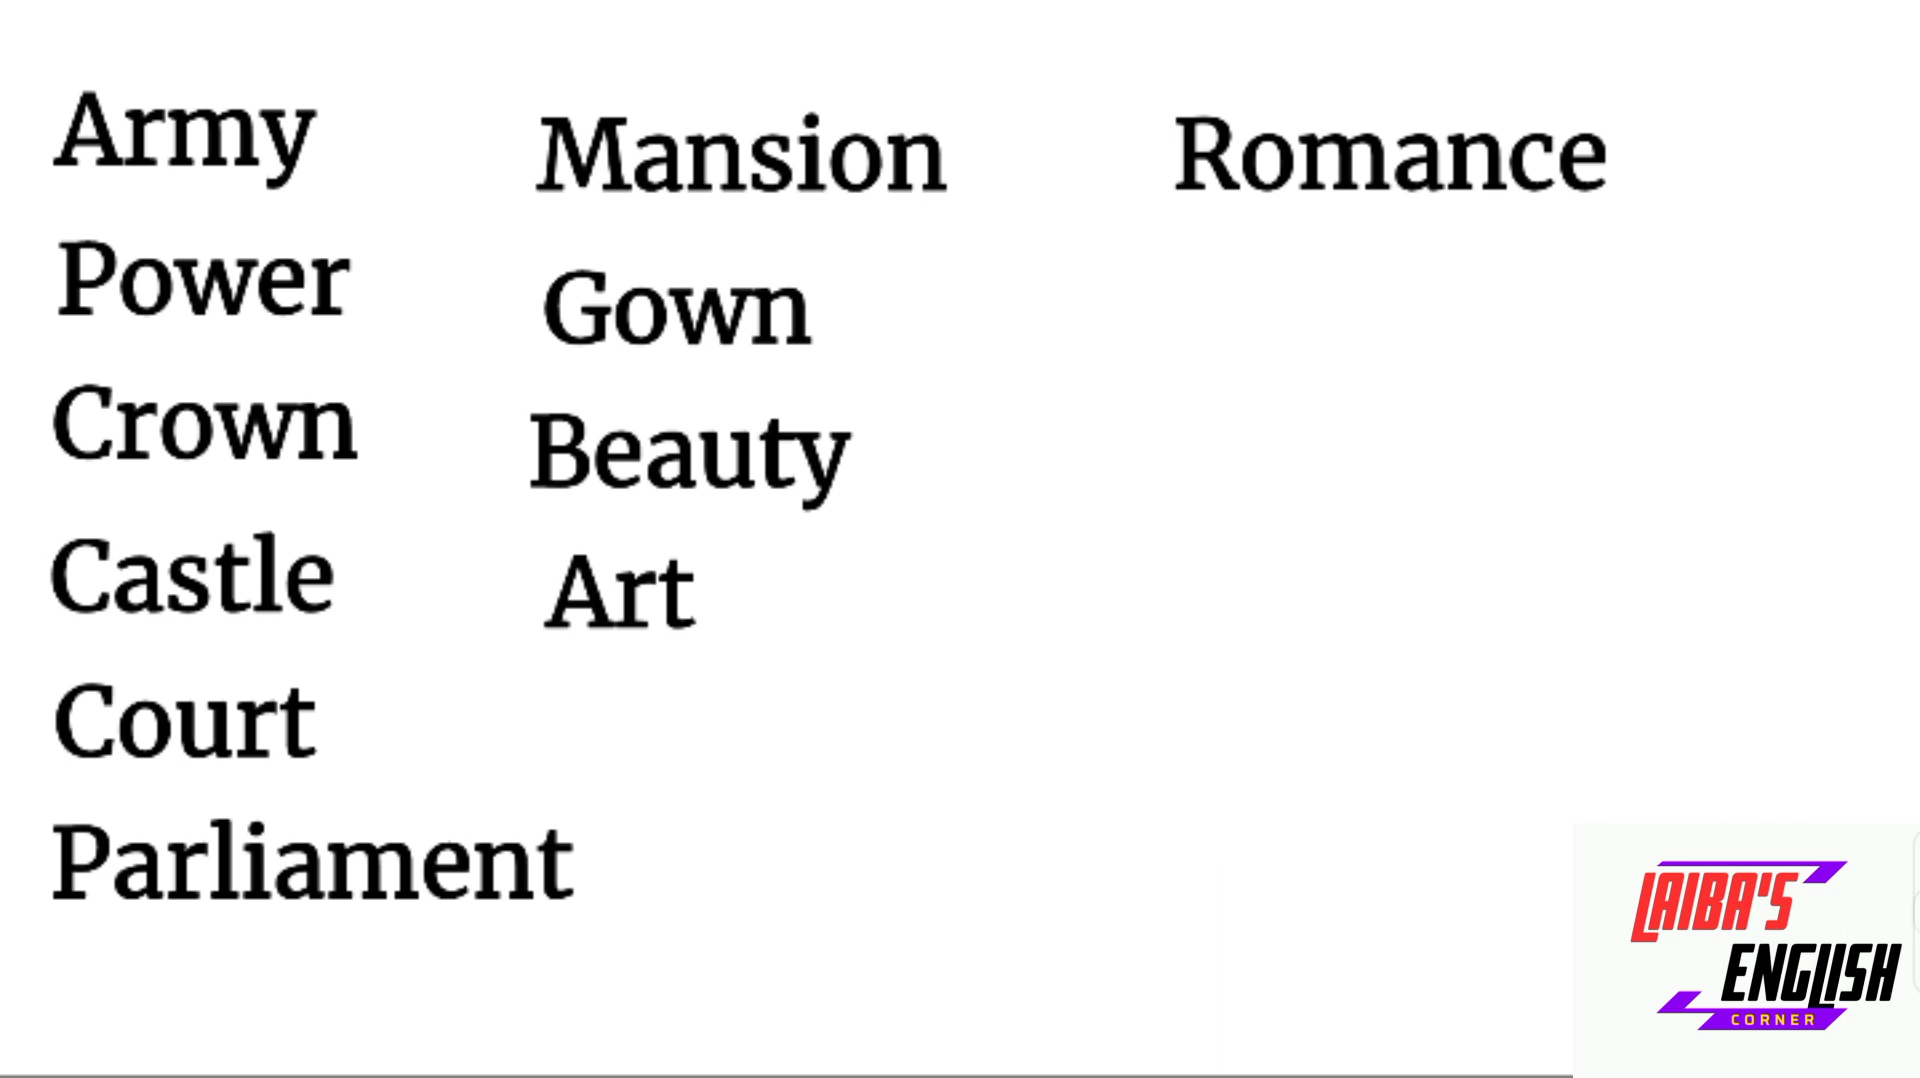 Army
Power
Crown
Castle
Court
Parliament
Mansion
Gown
Beauty
Art
Romance
LAIBA'S
ENGLISH
CORNER